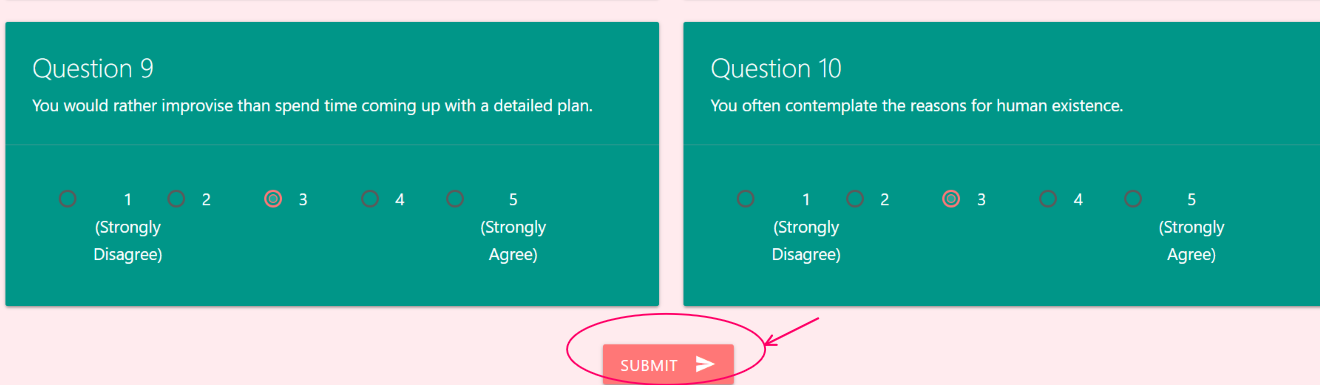 Question 9
You would rather improvise than spend time coming up with a detailed plan.
1 2 3 4 5
(Strongly (Strongly
Disagree) Agree)
Question 10
You often contemplate the reasons for human existence.
1 2 3 4 5
(Strongly (Strongly
Disagree) Agree)
SUBMIT